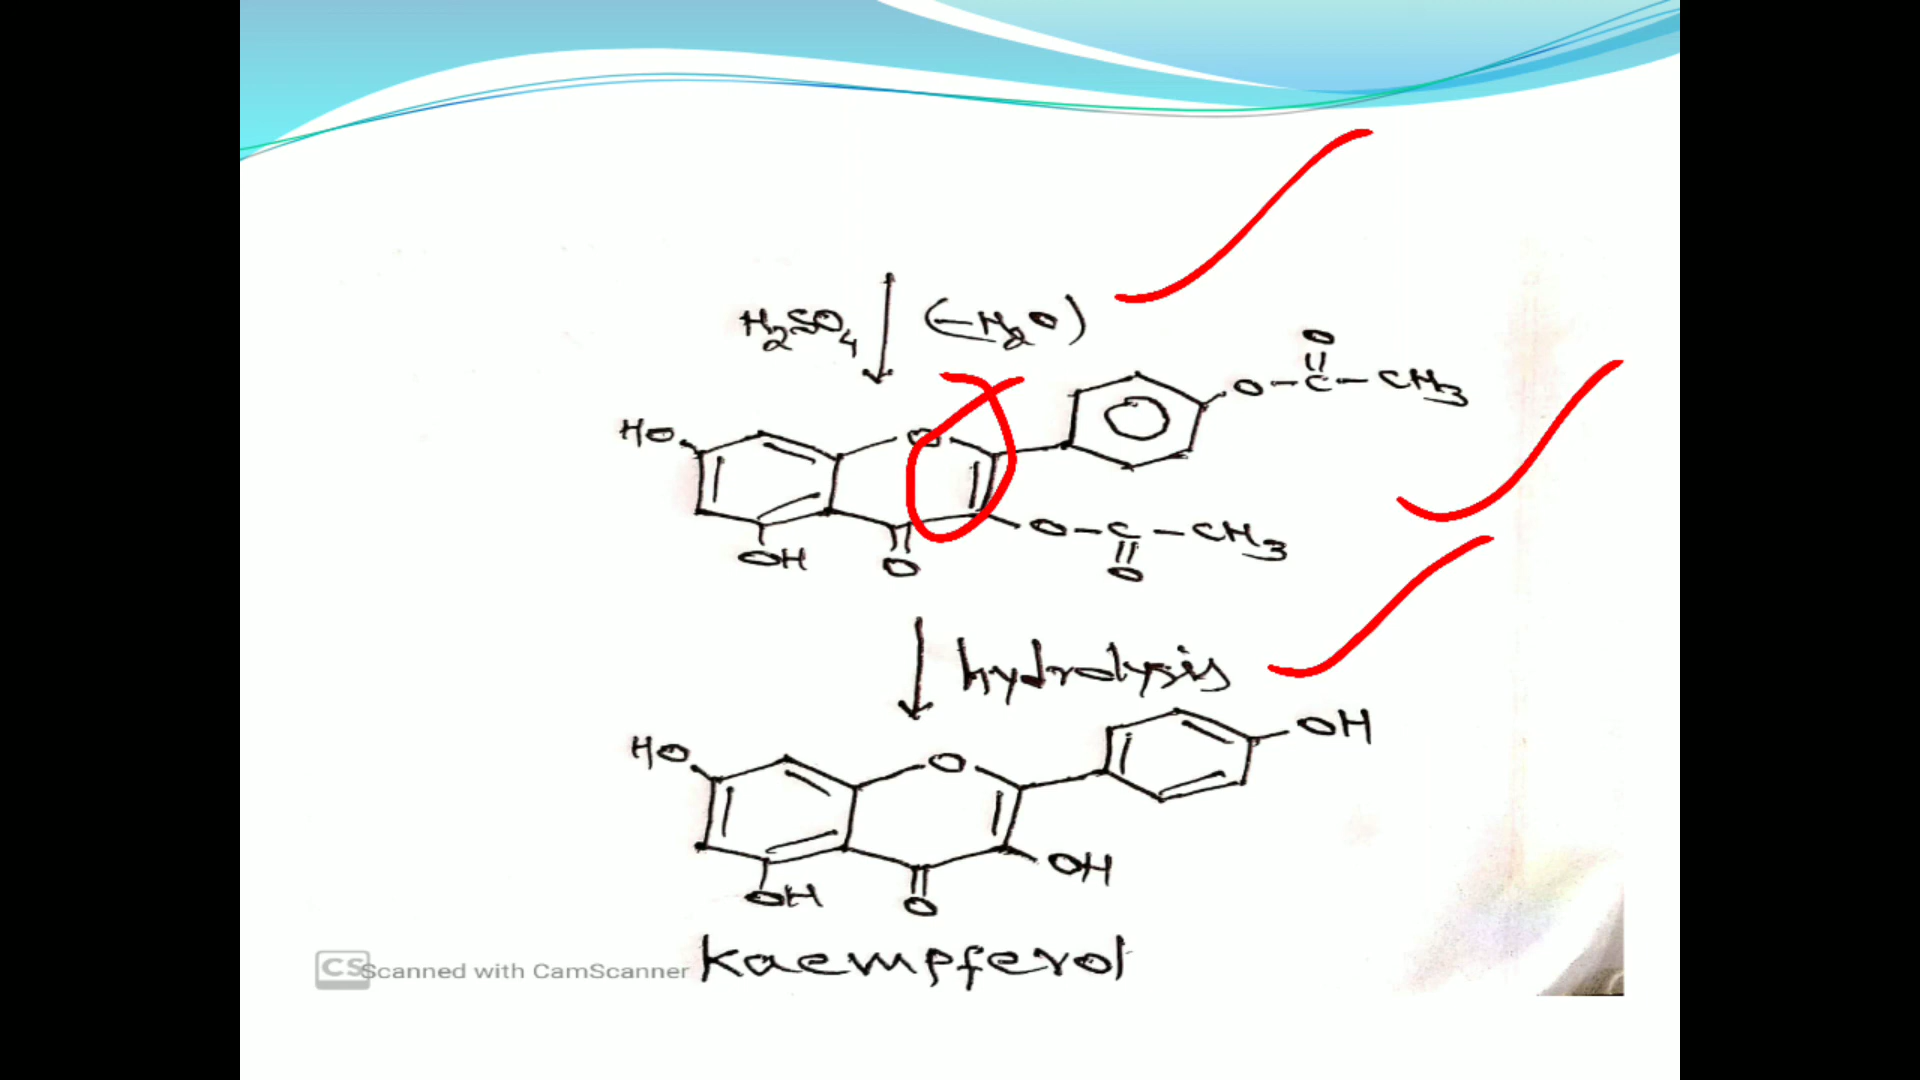 H₂SO₄ (-H₂O)
O
O-C-CH₃
HO
O
O-C-CH₃
OH
O
O
hydrolysis
OH
HO
O
OH
OH
O
kaempferol
CS Scanned with CamScanner